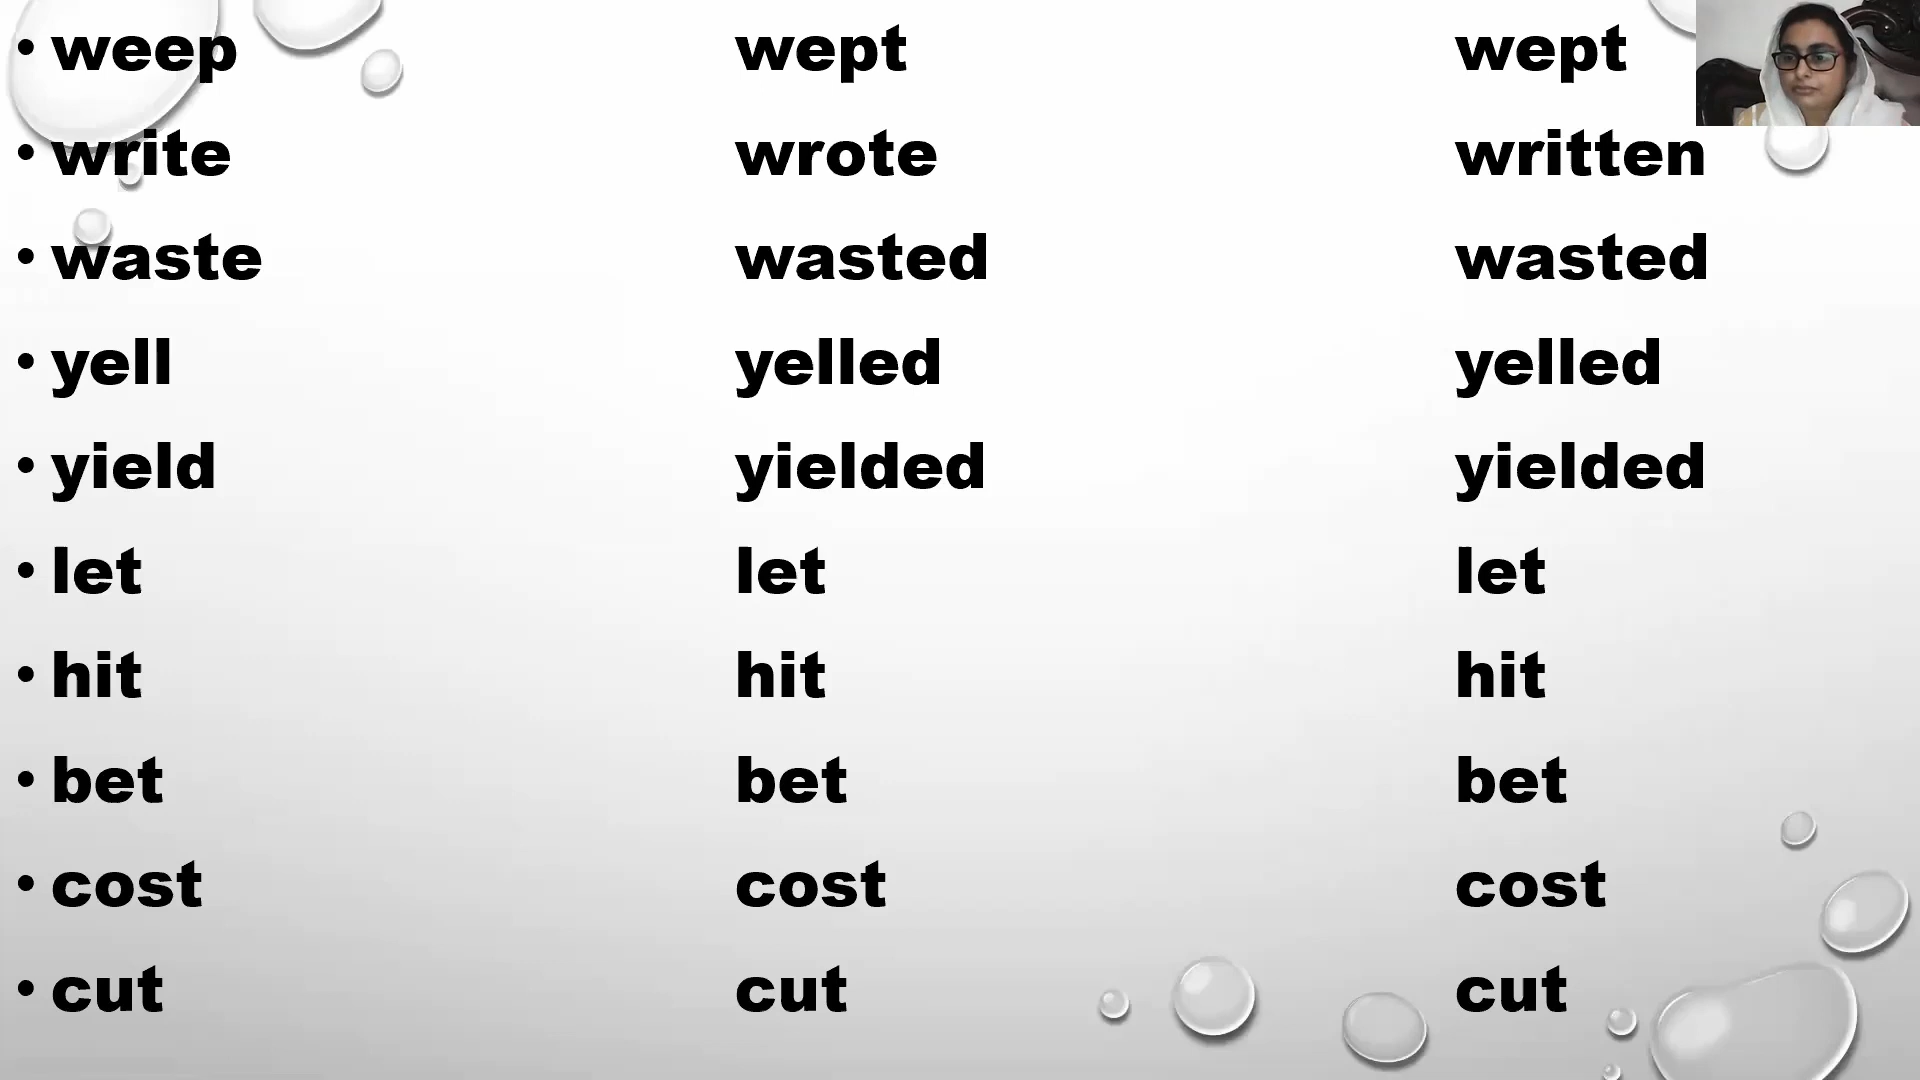 • weep wept wept
• write wrote written
• waste wasted wasted
• yell yelled yelled
• yield yielded yielded
• let let let
• hit hit hit
• bet bet bet
• cost cost cost
• cut cut cut